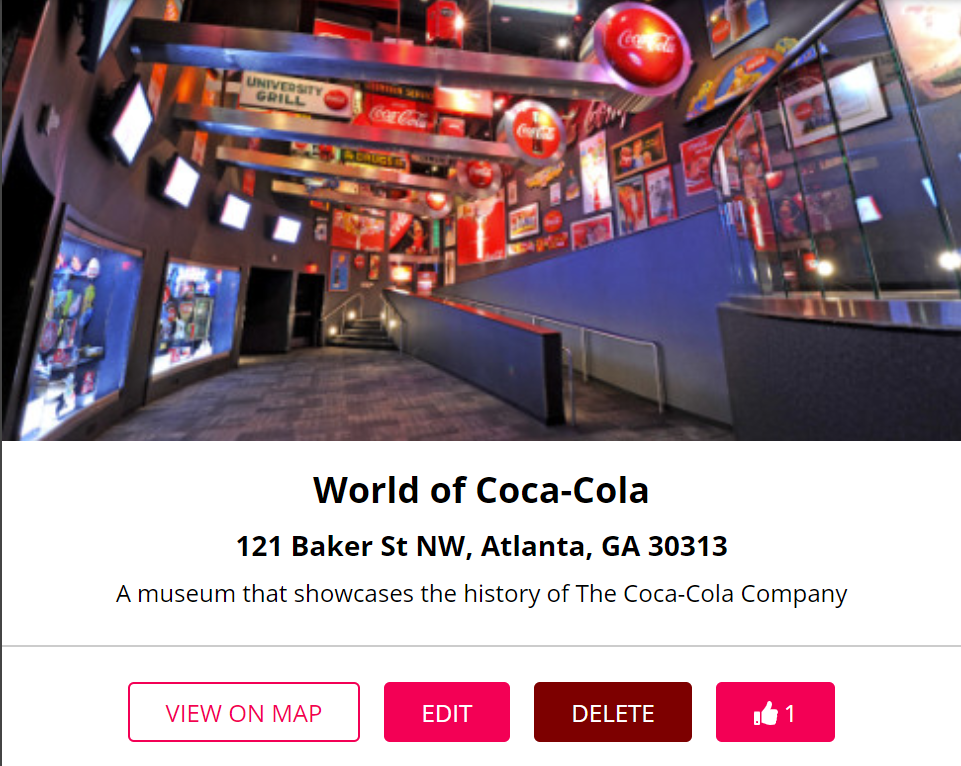 UNIVERSITY
GRILL
Coca-Cola
Coca-Cola
Coca-Cola
DRUGS
World of Coca-Cola
121 Baker St NW, Atlanta, GA 30313
A museum that showcases the history of The Coca-Cola Company
VIEW ON MAP
EDIT
DELETE
1